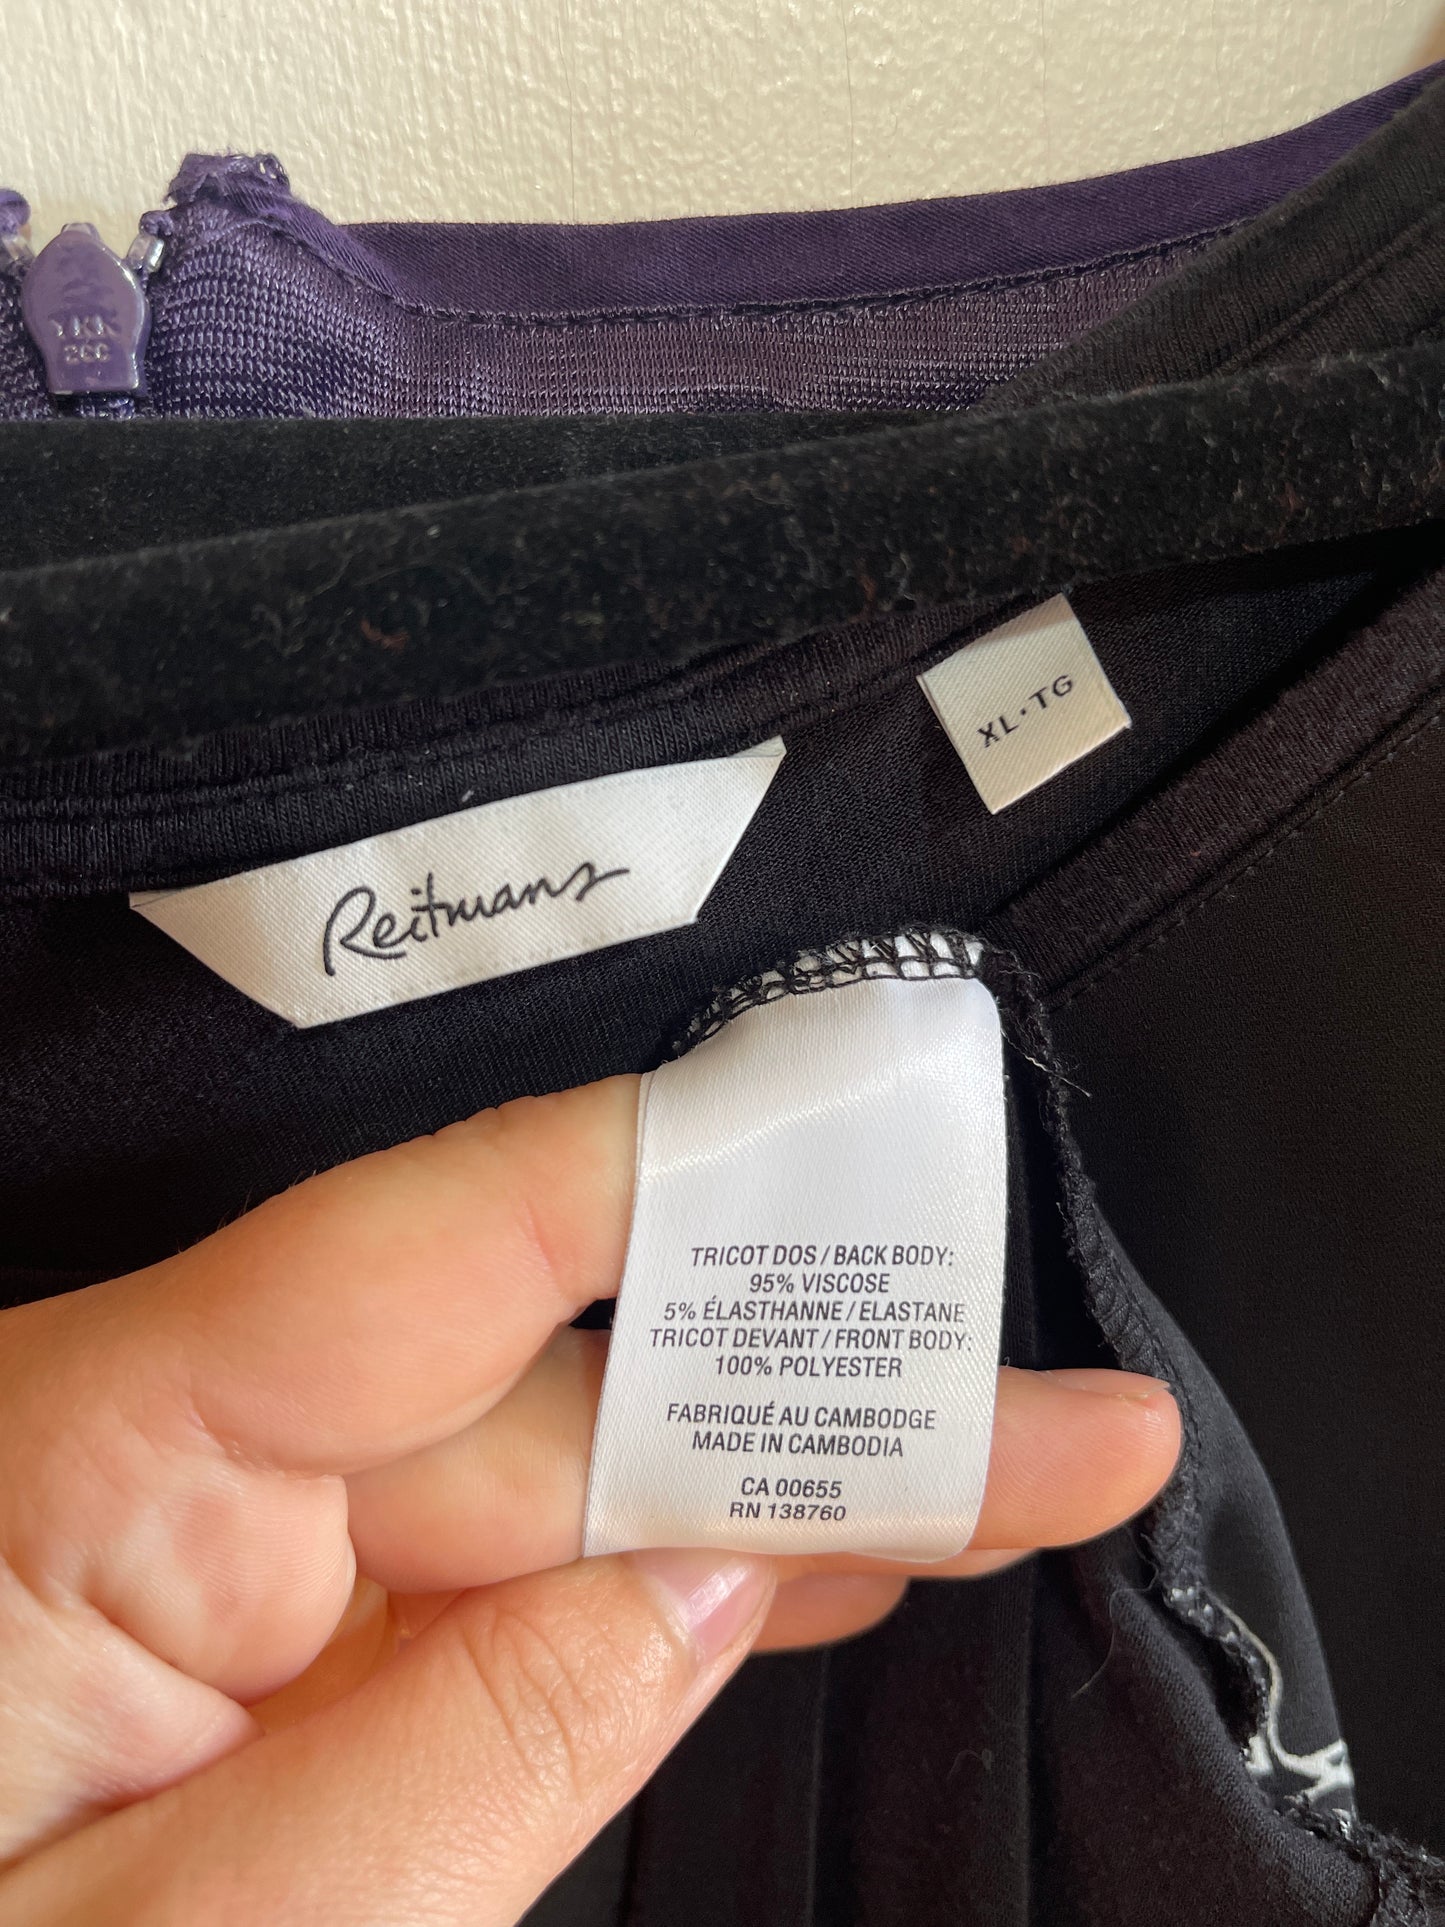 YKK
XL·TG
Reitmans
TRICOT DOS / BACK BODY:
95% VISCOSE
5% ÉLASTHANNE / ELASTANE
TRICOT DEVANT / FRONT BODY:
100% POLYESTER
FABRIQUÉ AU CAMBODGE
MADE IN CAMBODIA
CA 00655
RN 138760